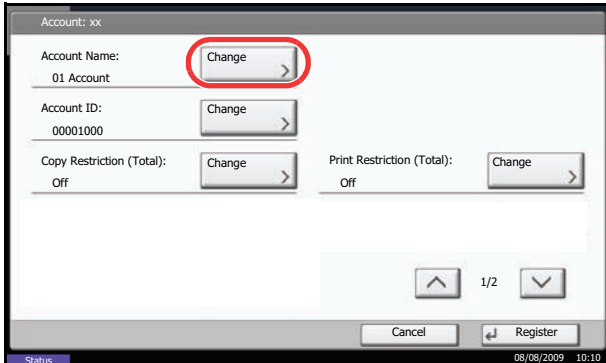 Account: xx
Account Name:
Change
01 Account
Account ID:
Change
00001000
Copy Restriction (Total):
Change
Off
Print Restriction (Total):
Change
Off
1/2
Cancel
Register
Status
08/08/2009 10:10